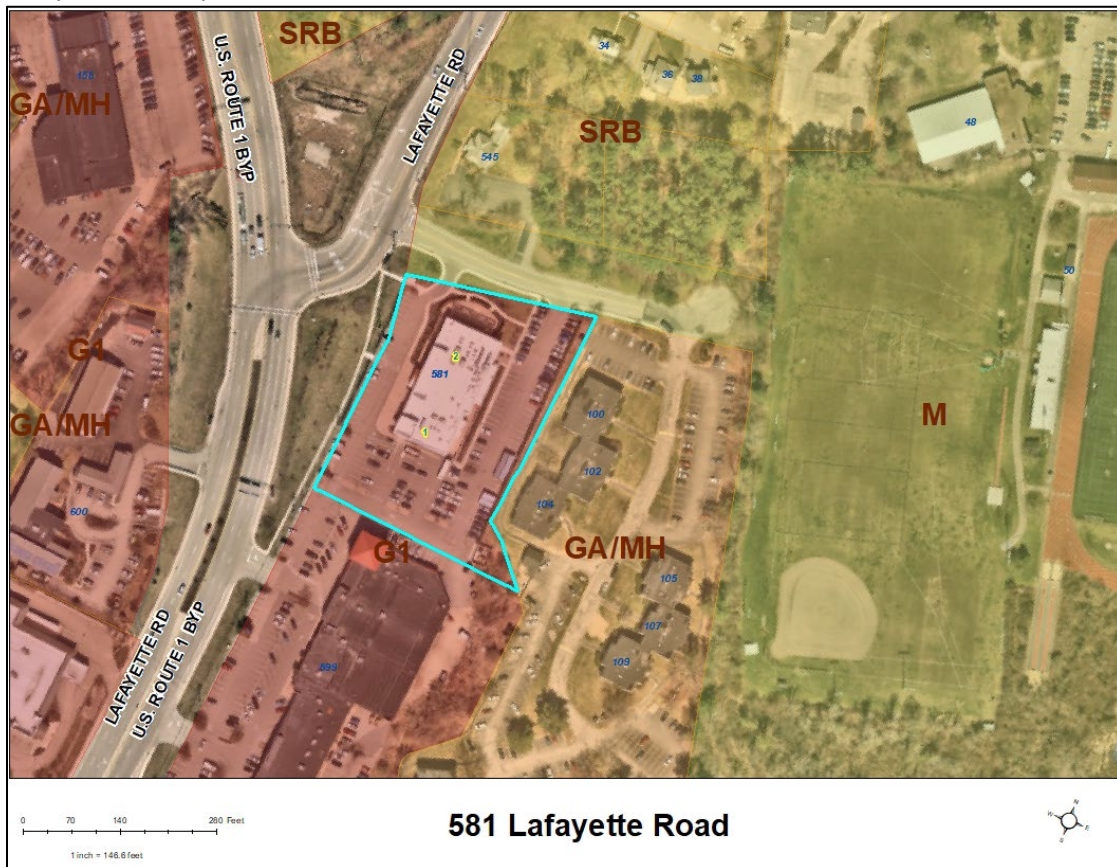 SRB
34
36
38
158
GA/MH
U.S. ROUTE 1 BYP
LAFAYETTE RD
SRB
48
545
50
G1
2
581
1
100
102
104
M
GA/MH
600
G1
GA/MH
105
107
109
599
LAFAYETTE RD
U.S. ROUTE 1 BYP
0 70 140 280 Feet
1 inch = 146.6 feet
581 Lafayette Road
N
W
E
S